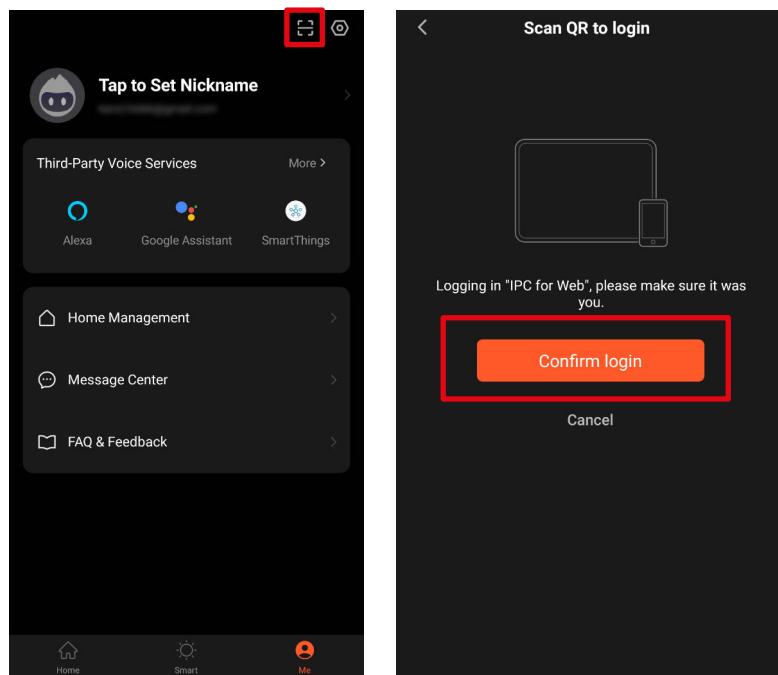 Tap to Set Nickname
Third-Party Voice Services
More >
Alexa
Google Assistant
SmartThings
Home Management
Message Center
FAQ & Feedback
Home
Smart
Me
Scan QR to login
Logging in "IPC for Web", please make sure it was
you.
Confirm login
Cancel